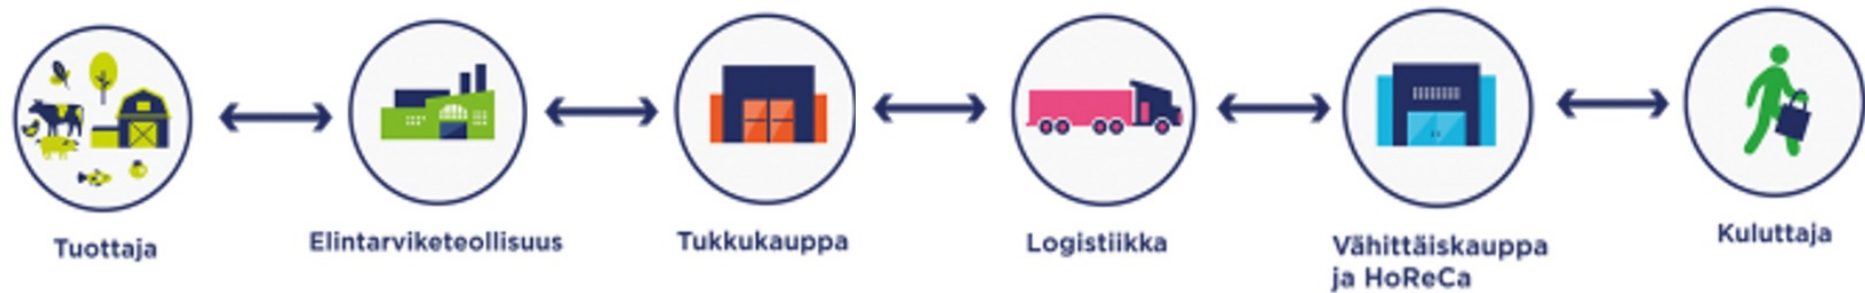 Tuottaja
Elintarviketeollisuus
Tukkukauppa
Logistiikka
Vähittäiskauppa
ja HoReCa
Kuluttaja